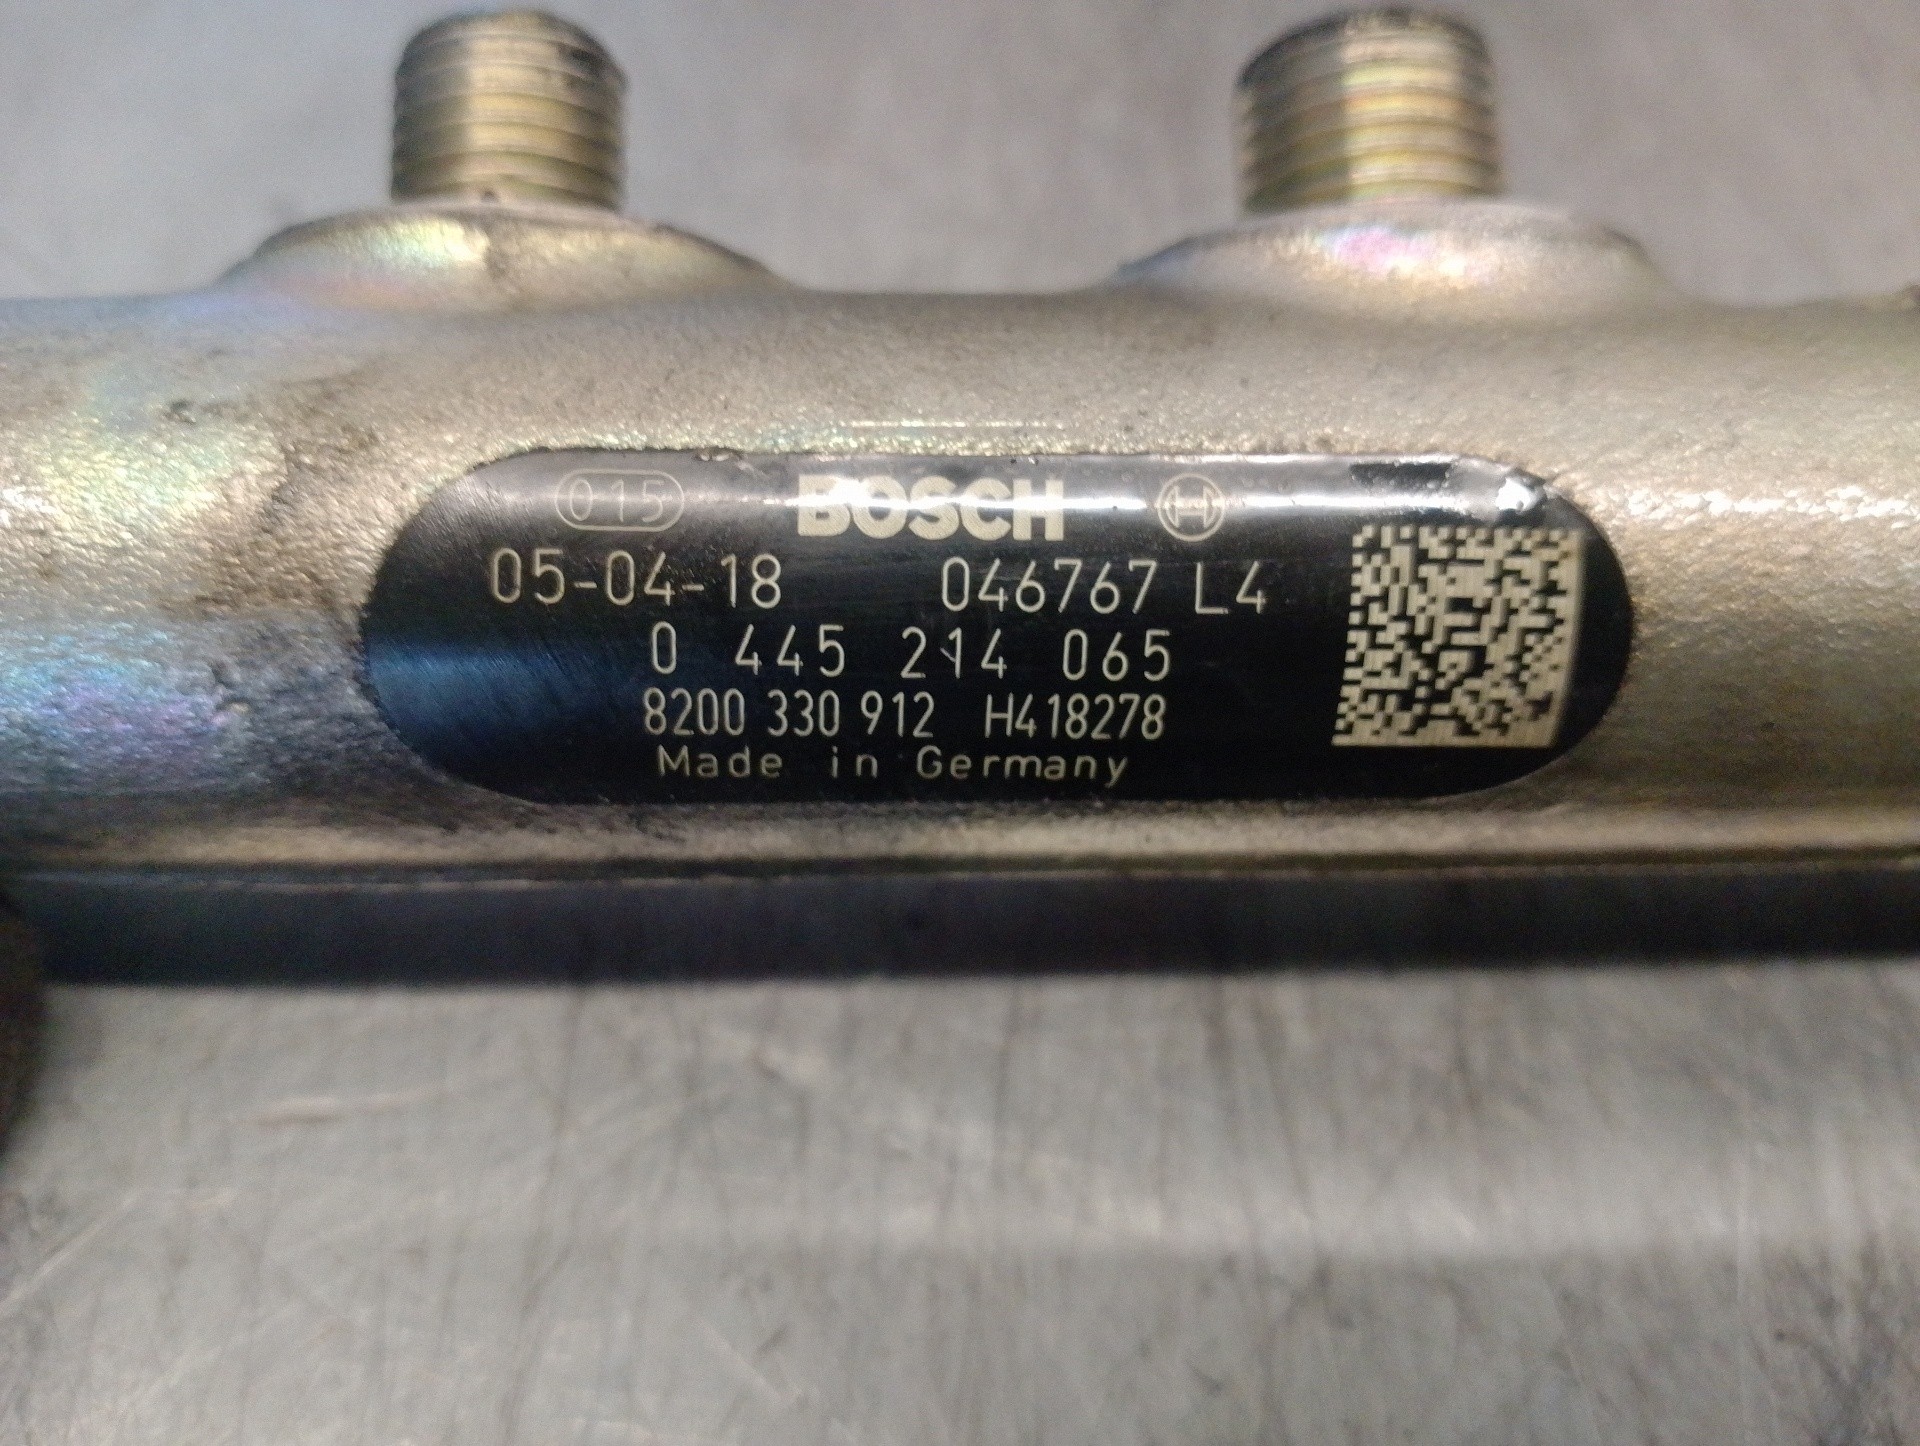 015 BOSCH H
05-04-18 046767 L4
0 445 214 065
8200 330 912 H418278
Made in Germany